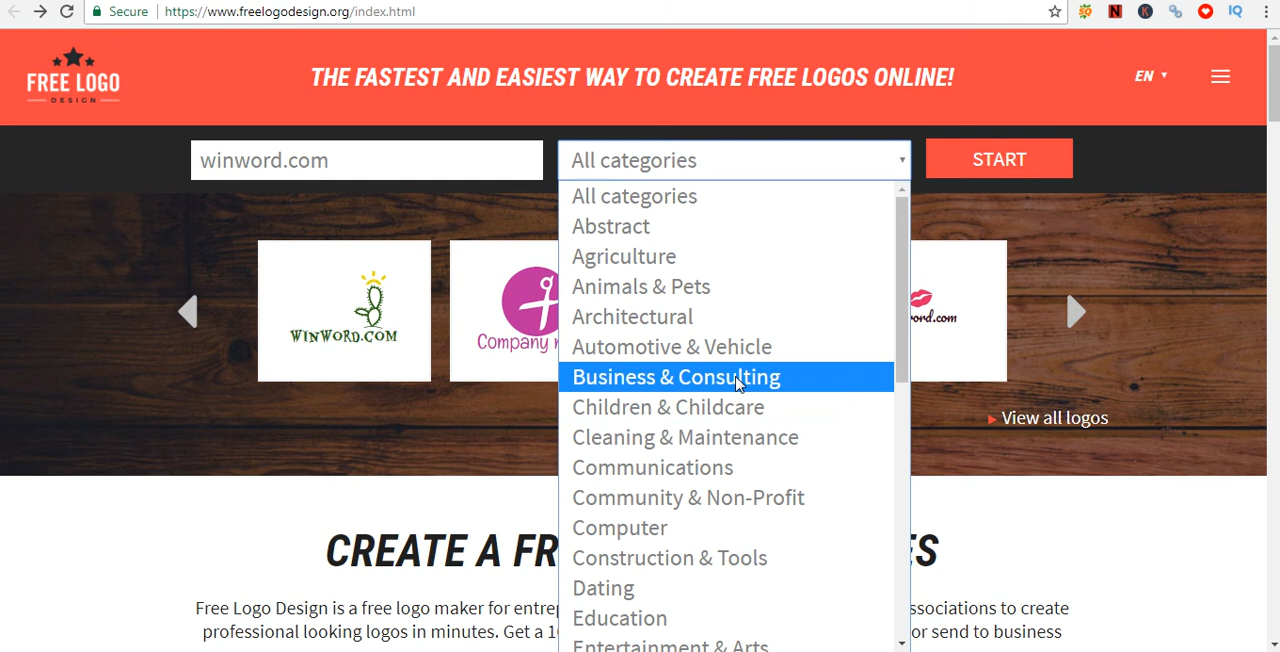 Secure https://www.freelogodesign.org/index.html
N K IQ
FREE LOGO
DESIGN
THE FASTEST AND EASIEST WAY TO CREATE FREE LOGOS ONLINE!
EN
winword.com
All categories
START
All categories
Abstract
Agriculture
Animals & Pets
Architectural
Automotive & Vehicle
Business & Consulting
Children & Childcare
Cleaning & Maintenance
Communications
Community & Non-Profit
Computer
Construction & Tools
Dating
Education
Entertainment & Arts
WINWORD.COM
Company
ord.com
View all logos
CREATE A FR ES
Free Logo Design is a free logo maker for entrep ssociations to create
professional looking logos in minutes. Get a 1 or send to business